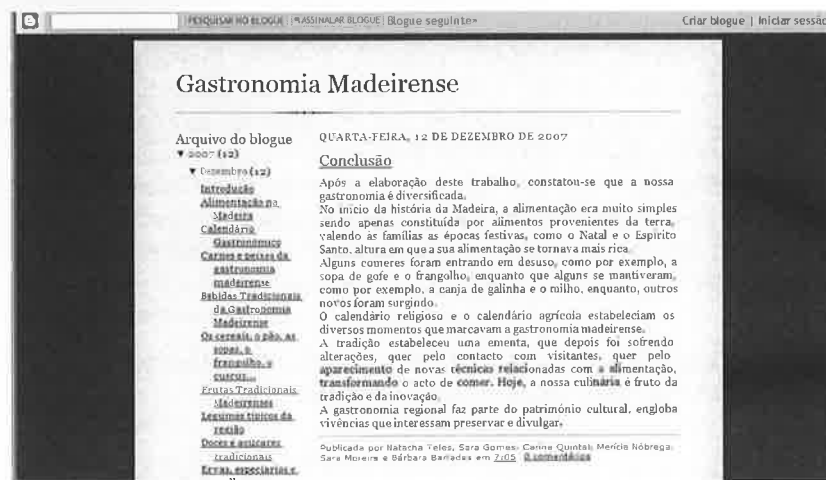 PESQUISAR NO BLOGUE | ASSINALAR BLOGUE | Blogue seguinte»
Criar blogue | Iniciar sessão
Gastronomia Madeirense
Arquivo do blogue
▼ 2007 (12)
▼ Dezembro (12)
Introdução
Alimentação na
Madeira
Calendário
Gastronómico
Carnes e peixes da
gastronomia
madeirense
Bebidas Tradicionais
da Gastronomia
Madeirense
Os cereais, o pão, as
sopas, o
frangulho, o
cuscus...
Frutas Tradicionais
Madeirenses
Legumes típicos da
região
Doces e açúcares
tradicionais
Ervas, especiarias e
QUARTA-FEIRA, 12 DE DEZEMBRO DE 2007
Conclusão
Após a elaboração deste trabalho, constatou-se que a nossa
gastronomia é diversificada.
No início da história da Madeira, a alimentação era muito simples
sendo apenas constituída por alimentos provenientes da terra,
valendo às famílias as épocas festivas, como o Natal e o Espírito
Santo, altura em que a sua alimentação se tornava mais rica.
Alguns comeres foram entrando em desuso, como por exemplo, a
sopa de gofe e o frangolho, enquanto que alguns se mantiveram,
como por exemplo, a canja de galinha e o milho, enquanto, outros
novos foram surgindo.
O calendário religioso e o calendário agrícola estabeleciam os
diversos momentos que marcavam a gastronomia madeirense.
A tradição estabeleceu uma ementa, que depois foi sofrendo
alterações, quer pelo contacto com visitantes, quer pelo
aparecimento de novas técnicas relacionadas com a alimentação,
transformando o acto de comer. Hoje, a nossa culinária é fruto da
tradição e da inovação.
A gastronomia regional faz parte do património cultural, engloba
vivências que interessam preservar e divulgar.
Publicada por Natacha Teles, Sara Gomes, Carina Quintal, Merícia Nóbrega,
Sara Moreira e Bárbara Barladas em 7:05 0 comentários